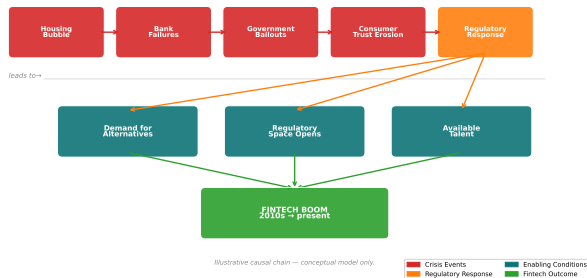 Housing
Bubble
Bank
Failures
Government
Bailouts
Consumer
Trust Erosion
Regulatory
Response
leads to→
Demand for
Alternatives
Regulatory
Space Opens
Available
Talent
FINTECH BOOM
2010s → present
Illustrative causal chain — conceptual model only.
Crisis Events
Regulatory Response
Enabling Conditions
Fintech Outcome